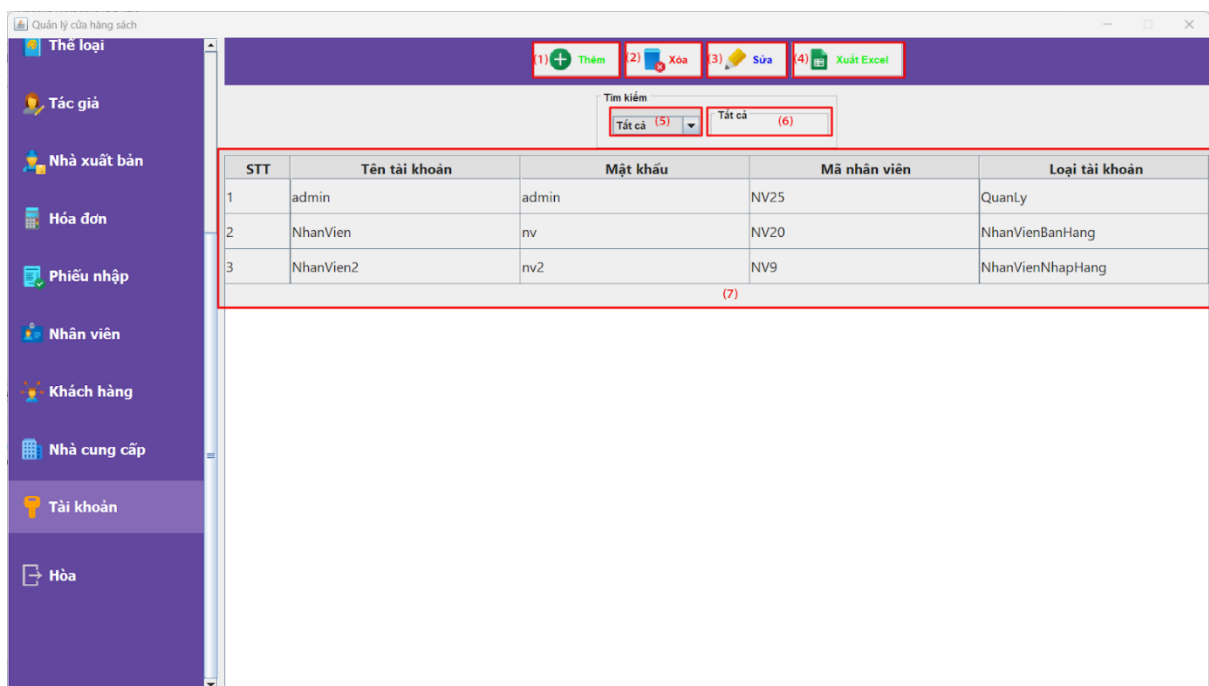 Quản lý cửa hàng sách
Thể loại
Tác giả
Nhà xuất bản
Hóa đơn
Phiếu nhập
Nhân viên
Khách hàng
Nhà cung cấp
Tài khoản
Hòa
(1) Thêm (2) Xóa (3) Sửa (4) Xuất Excel
Tìm kiếm
Tất cả (5) Tất cả (6)
STT Tên tài khoản Mật khẩu Mã nhân viên Loại tài khoản
1 admin admin NV25 QuanLy
2 NhanVien nv NV20 NhanVienBanHang
3 NhanVien2 nv2 NV9 NhanVienNhapHang
(7)